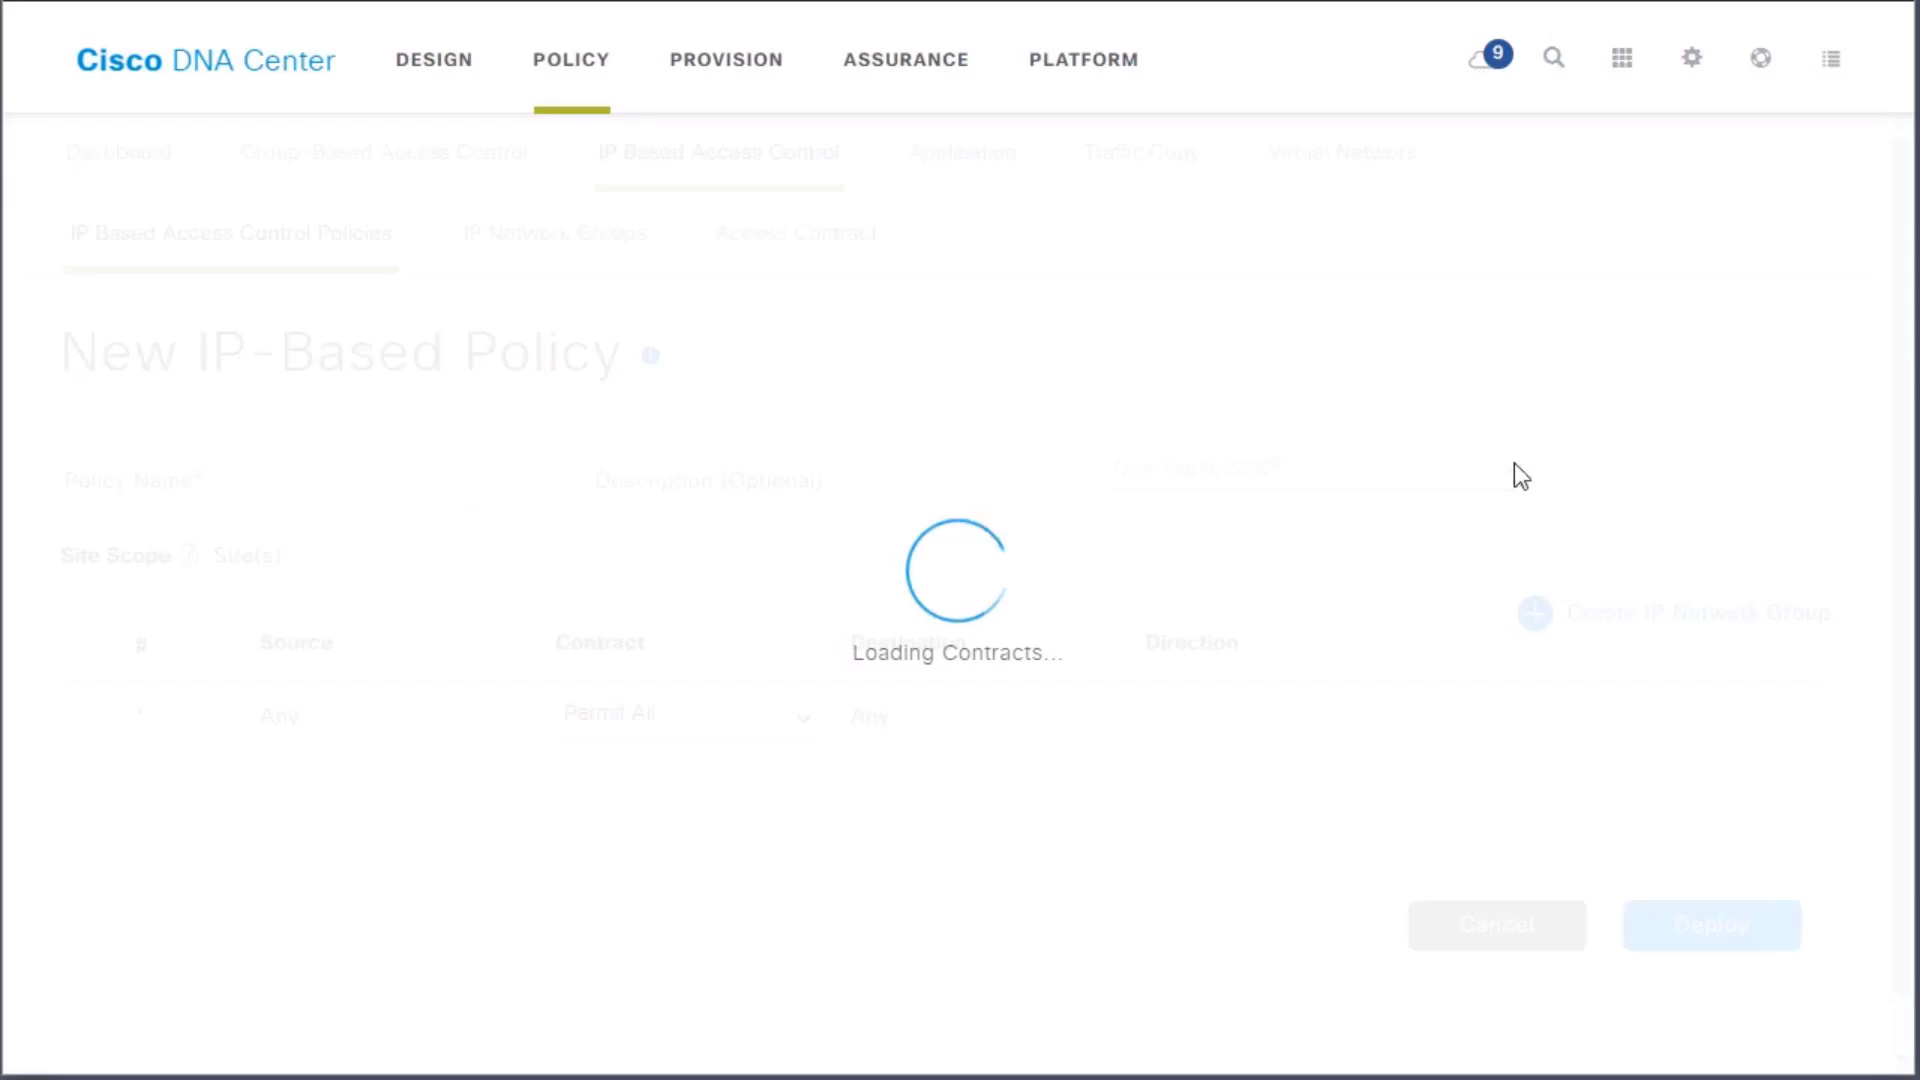 Cisco DNA Center DESIGN POLICY PROVISION ASSURANCE PLATFORM 9
Dashboard Group-Based Access Control IP Based Access Control Application Traffic Copy Virtual Network
IP Based Access Control Policies IP Network Groups Access Contract
New IP-Based Policy
Policy Name* Description (Optional)
Site Scope Site(s)
Create IP Network Group
# Source Contract Destination Direction
Loading Contracts...
* Any Permit All Any
Cancel Deploy